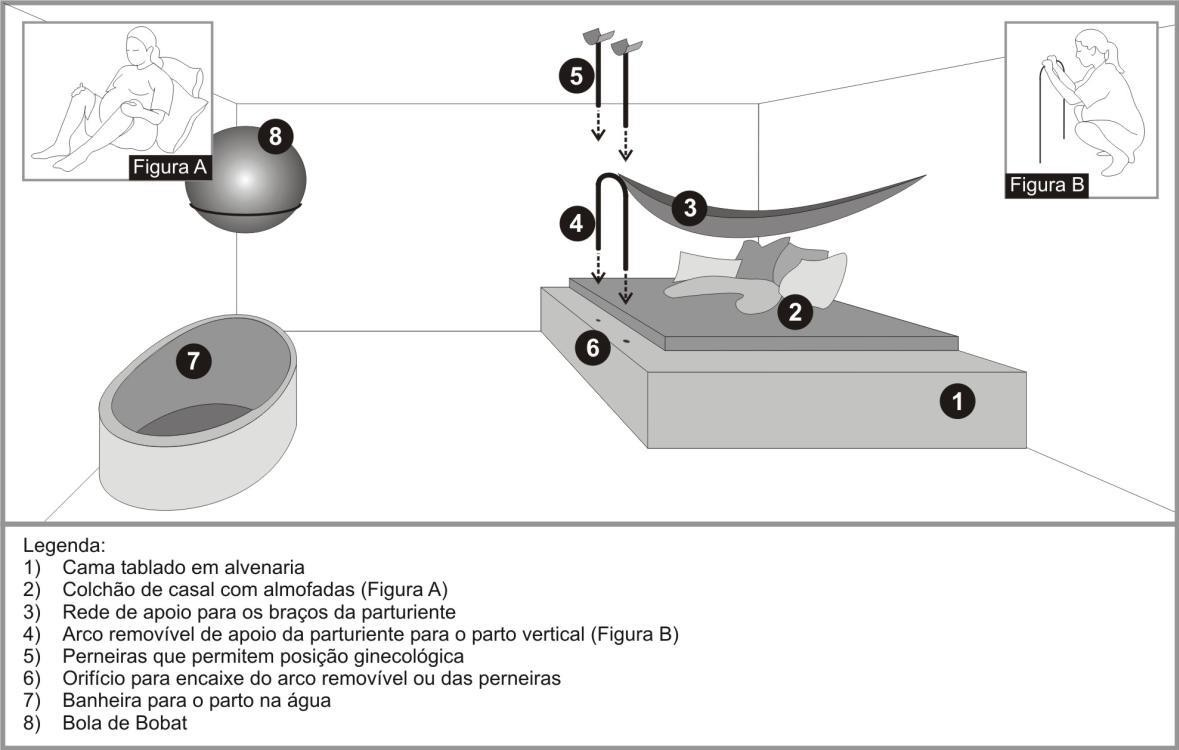 Figura A
8
5
Figura B
3
4
2
6
7
1
Legenda:
1) Cama tablado em alvenaria
2) Colchão de casal com almofadas (Figura A)
3) Rede de apoio para os braços da parturiente
4) Arco removível de apoio da parturiente para o parto vertical (Figura B)
5) Perneiras que permitem posição ginecológica
6) Orifício para encaixe do arco removível ou das perneiras
7) Banheira para o parto na água
8) Bola de Bobat